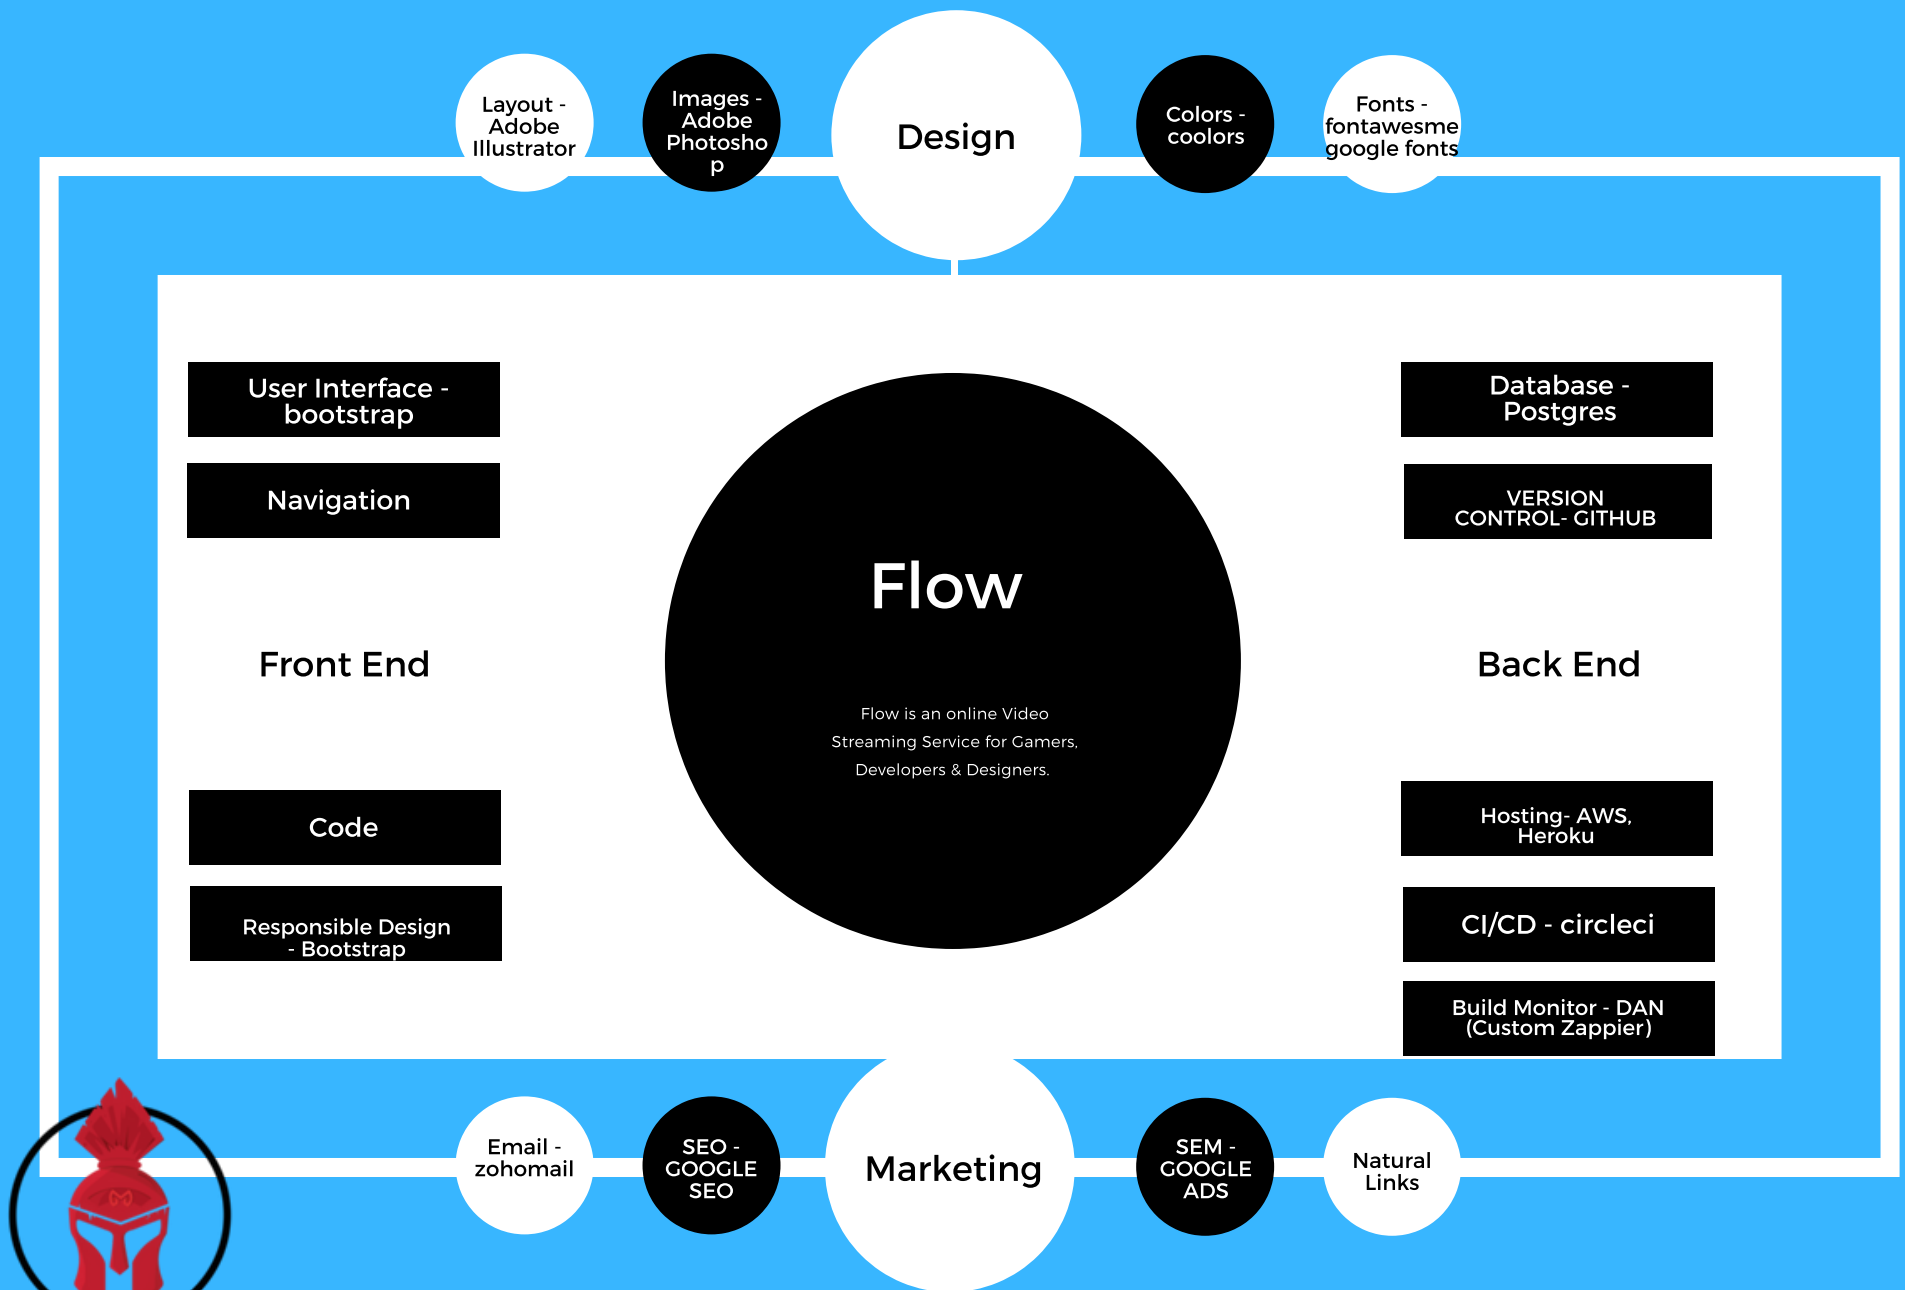 Layout -
Adobe
Illustrator
Images -
Adobe
Photosho
p
Design
Colors -
coolors
Fonts -
fontawesme
google fonts
User Interface -
bootstrap
Navigation
Front End
Code
Responsible Design
- Bootstrap
Flow
Flow is an online Video
Streaming Service for Gamers,
Developers & Designers.
Database -
Postgres
VERSION
CONTROL- GITHUB
Back End
Hosting- AWS,
Heroku
CI/CD - circleci
Build Monitor - DAN
(Custom Zappier)
Email -
zohomail
SEO -
GOOGLE
SEO
Marketing
SEM -
GOOGLE
ADS
Natural
Links